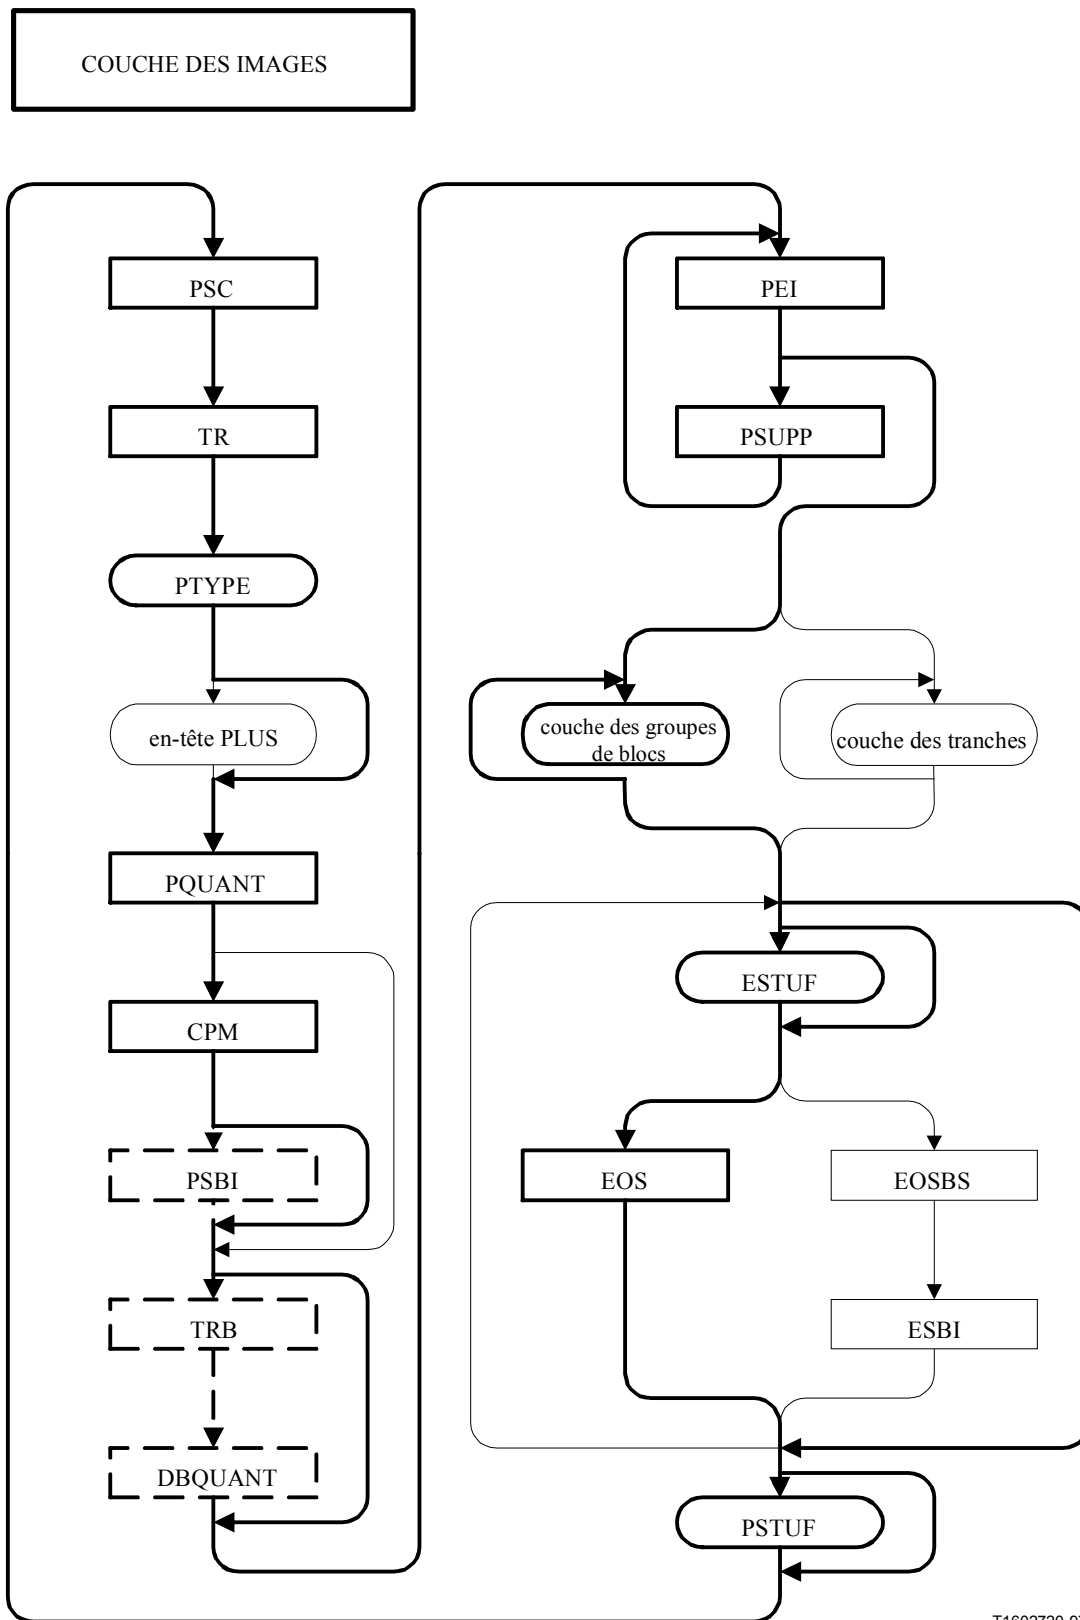 COUCHE DES IMAGES
PSC
TR
PTYPE
en-tête PLUS
PQUANT
CPM
PSBI
TRB
DBQUANT
PEI
PSUPP
couche des groupes
de blocs
couche des tranches
ESTUF
EOS
EOSBS
ESBI
PSTUF